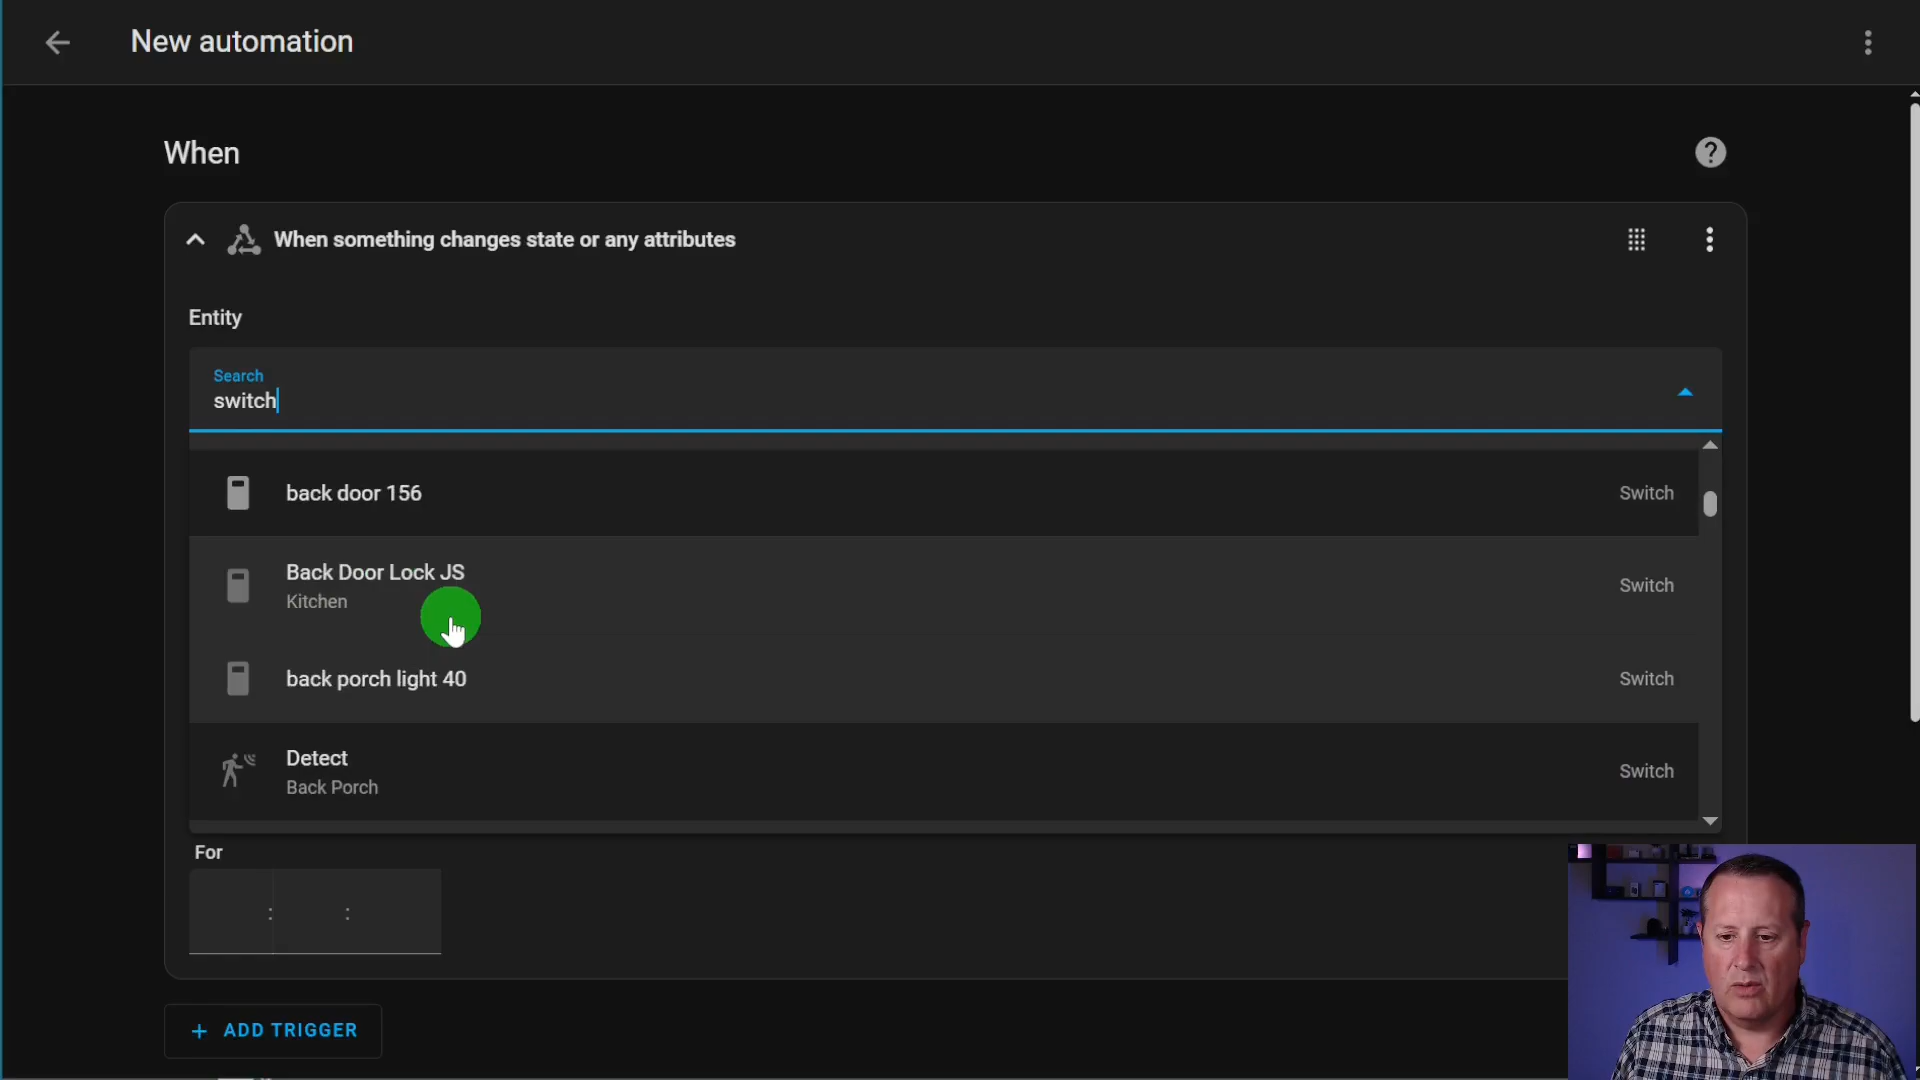 New automation
When
When something changes state or any attributes
Entity
Search
switch
back door 156
Switch
Back Door Lock JS
Kitchen
Switch
back porch light 40
Switch
Detect
Back Porch
Switch
For
:
:
+ ADD TRIGGER